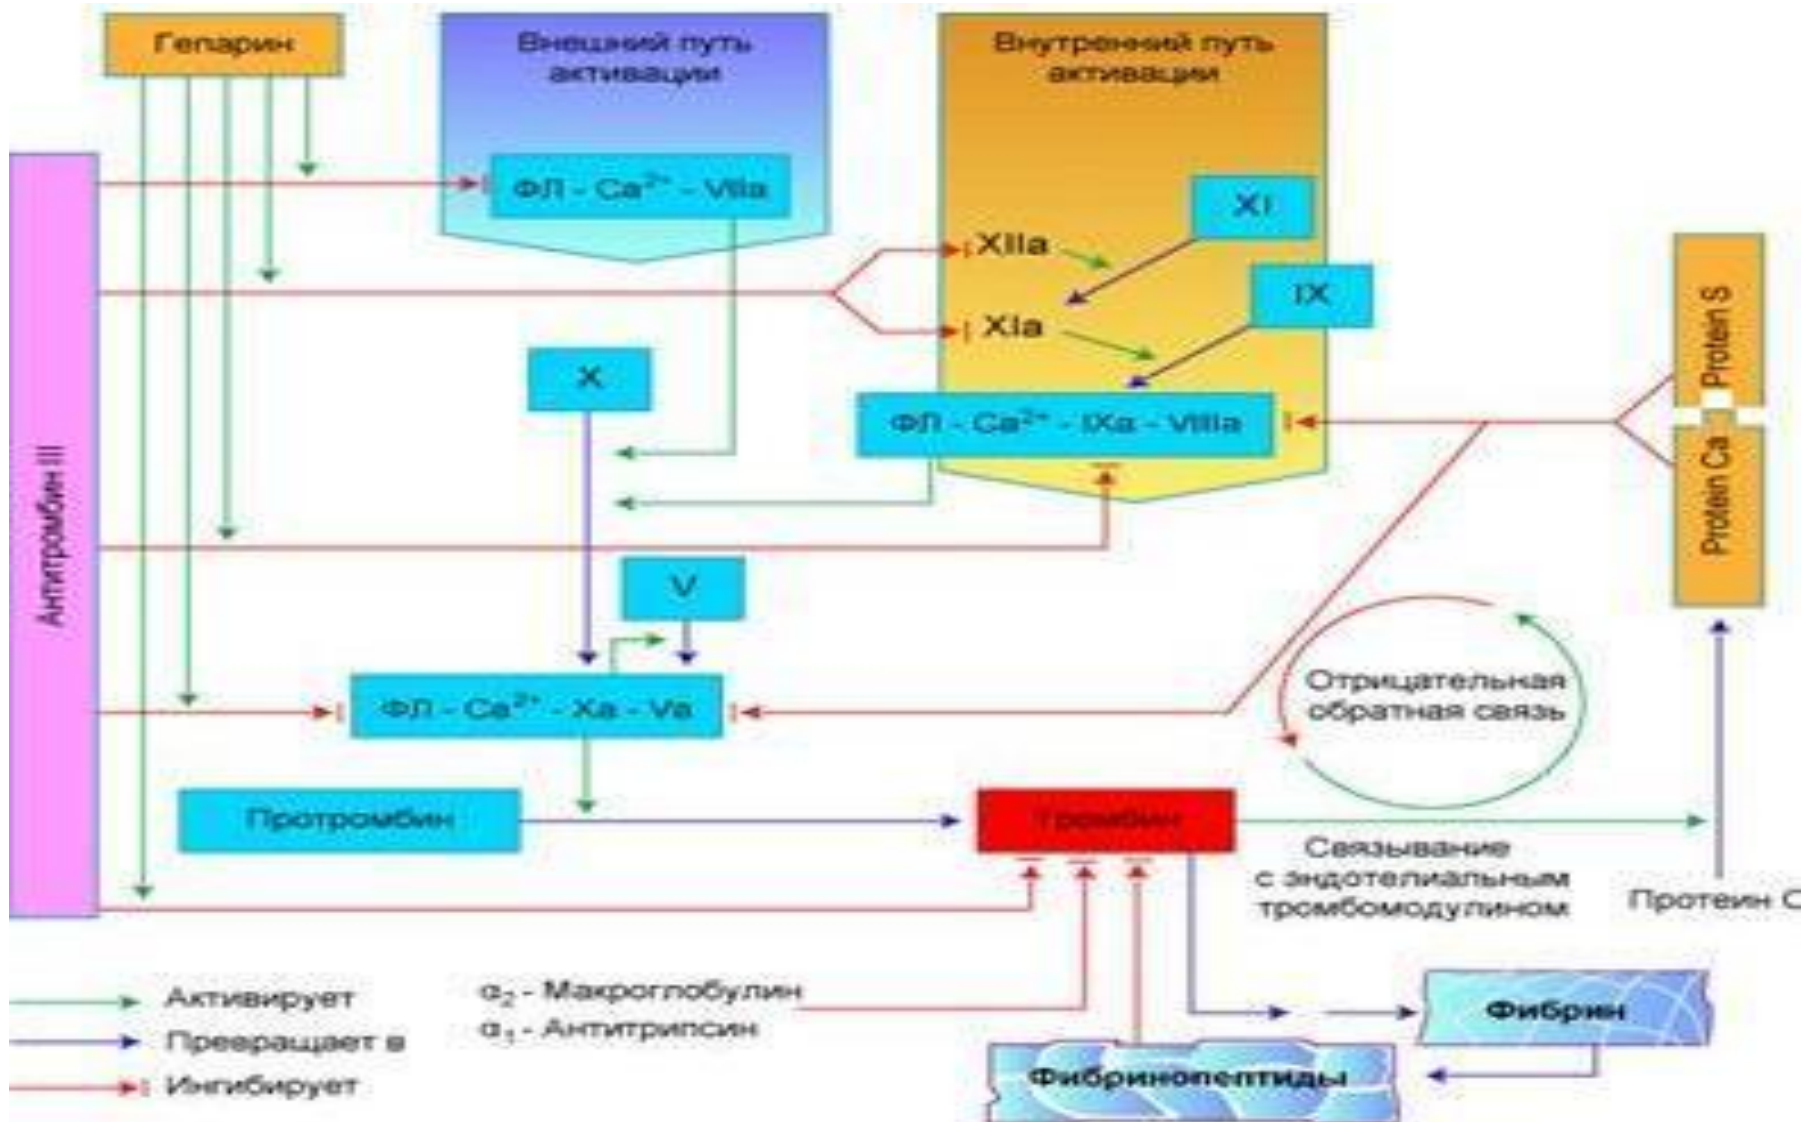 Гепарин
Внешний путь
активации
Внутренний путь
активации
ФЛ - Ca²⁺ - VIIa
XI
XIIa
IX
XIa
X
ФЛ - Ca²⁺ - IXa - VIIIa
Protein S
Protein Ca
Антитромбин III
V
Отрицательная
обратная связь
ФЛ - Ca²⁺ - Xa - Va
Протромбин
Тромбин
Связывание
с эндотелиальным
тромбомодулином
Протеин C
Активирует
Превращает в
Ингибирует
α₂ - Макроглобулин
α₁ - Антитрипсин
Фибрин
Фибринопептиды